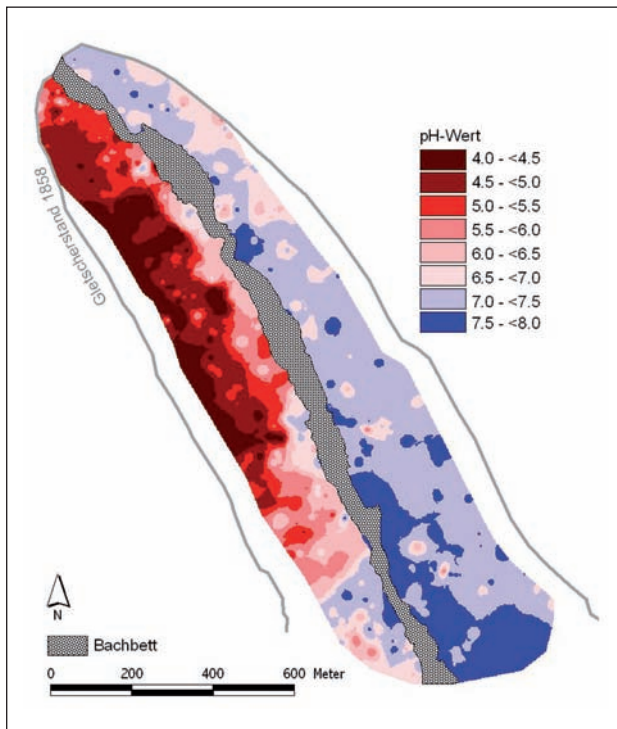 pH-Wert
4.0 - <4.5
4.5 - <5.0
5.0 - <5.5
5.5 - <6.0
6.0 - <6.5
6.5 - <7.0
7.0 - <7.5
7.5 - <8.0
Gletscherstand 1858
N
Bachbett
0 200 400 600 Meter